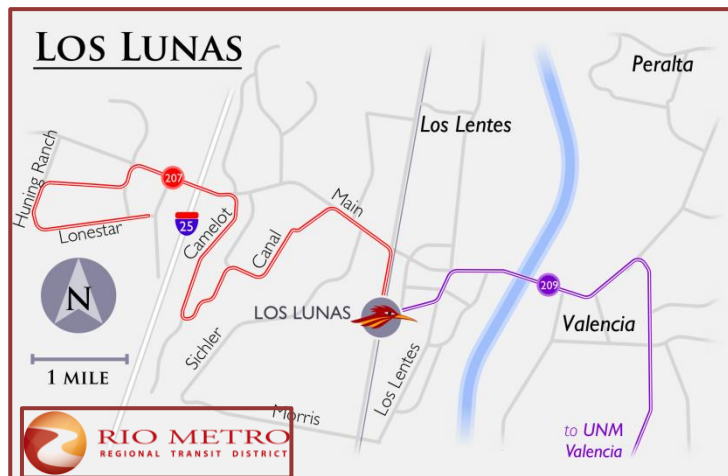 LOS LUNAS
Peralta
Los Lentes
207
Huning Ranch
Main
25
Camelot
Lonestar
Canal
209
N
LOS LUNAS
Valencia
Sichler
1 MILE
Los Lentes
Morris
RIO METRO
REGIONAL TRANSIT DISTRICT
to UNM
Valencia